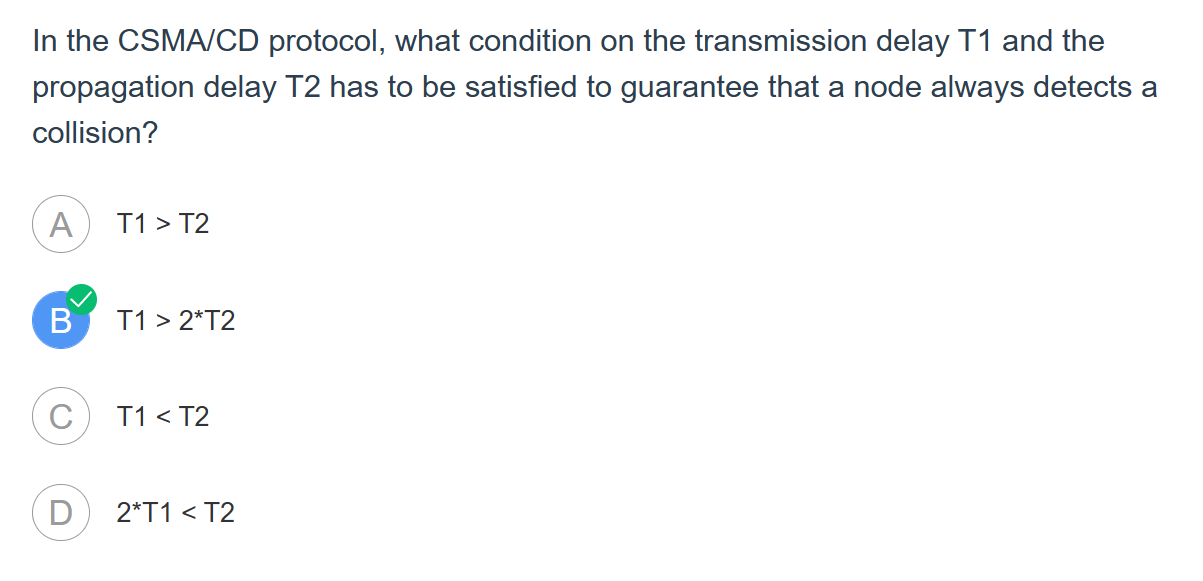 In the CSMA/CD protocol, what condition on the transmission delay T1 and the
propagation delay T2 has to be satisfied to guarantee that a node always detects a
collision?
A T1 > T2
B T1 > 2*T2
C T1 < T2
D 2*T1 < T2